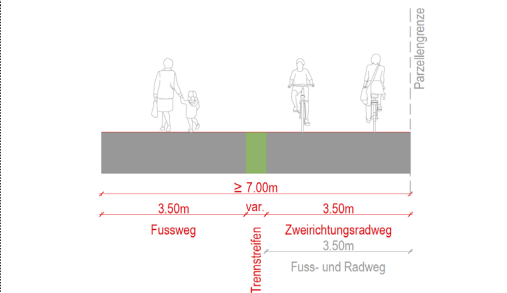 Parzellengrenze
≥ 7.00m
3.50m var. 3.50m
Fussweg Trennstreifen Zweirichtungsradweg
3.50m
Fuss- und Radweg